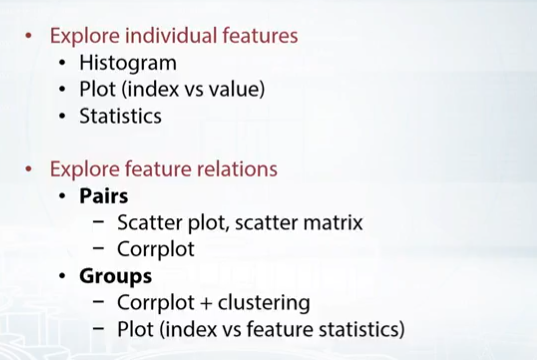 • Explore individual features
• Histogram
• Plot (index vs value)
• Statistics
• Explore feature relations
• Pairs
– Scatter plot, scatter matrix
– Corrplot
• Groups
– Corrplot + clustering
– Plot (index vs feature statistics)